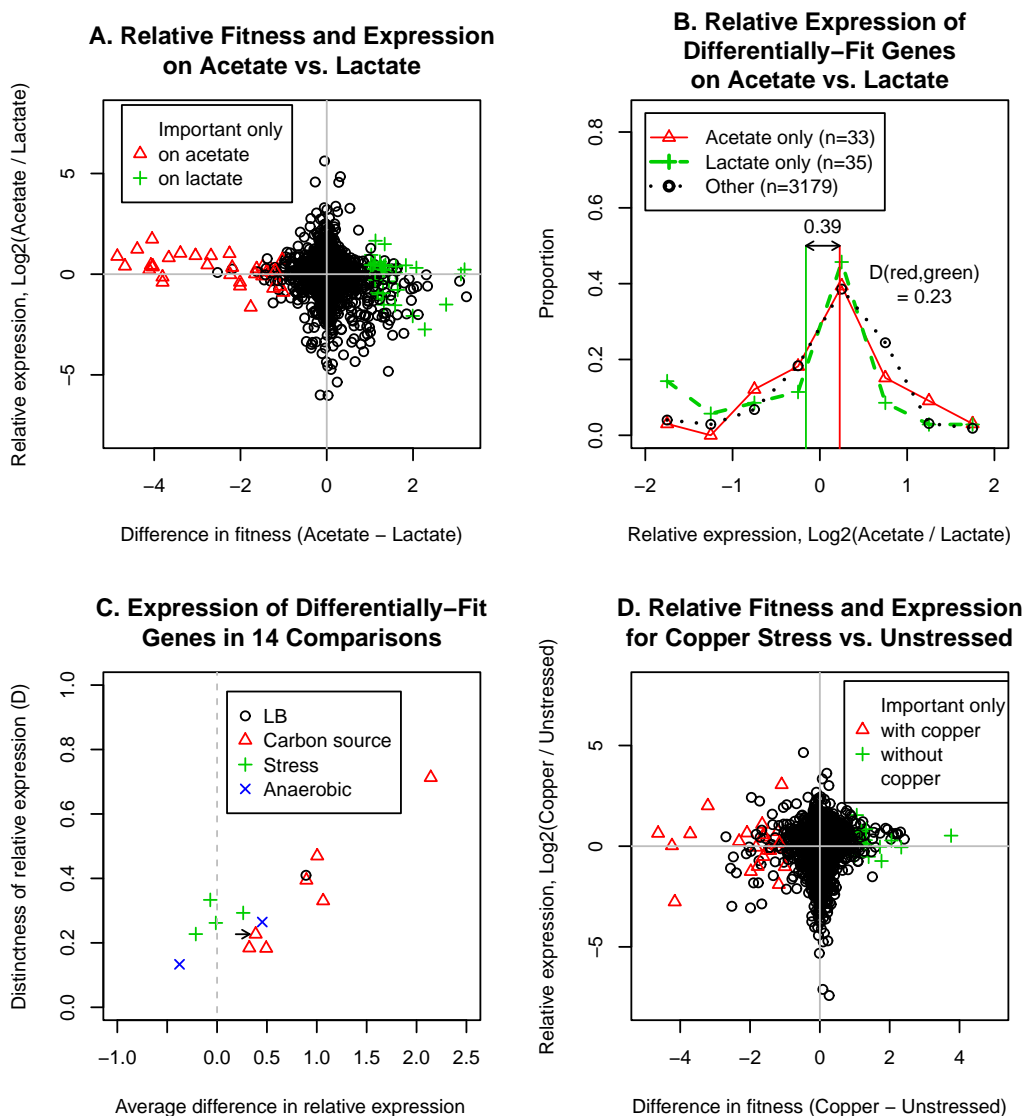 A. Relative Fitness and Expression
on Acetate vs. Lactate
Relative expression, Log2(Acetate / Lactate)
5
0
−5
Important only
on acetate
on lactate
−4
−2
0
2
Difference in fitness (Acetate − Lactate)
B. Relative Expression of
Differentially−Fit Genes
on Acetate vs. Lactate
Proportion
0.8
0.6
0.4
0.2
0.0
Acetate only (n=33)
Lactate only (n=35)
Other (n=3179)
0.39
D(red,green)
= 0.23
−2
−1
0
1
2
Relative expression, Log2(Acetate / Lactate)
C. Expression of Differentially−Fit
Genes in 14 Comparisons
Distinctness of relative expression (D)
1.0
0.8
0.6
0.4
0.2
0.0
LB
Carbon source
Stress
Anaerobic
−1.0
0.0
0.5
1.0
1.5
2.0
2.5
Average difference in relative expression
D. Relative Fitness and Expression
for Copper Stress vs. Unstressed
Relative expression, Log2(Copper / Unstressed)
5
0
−5
Important only
with copper
without
copper
−4
−2
0
2
4
Difference in fitness (Copper − Unstressed)